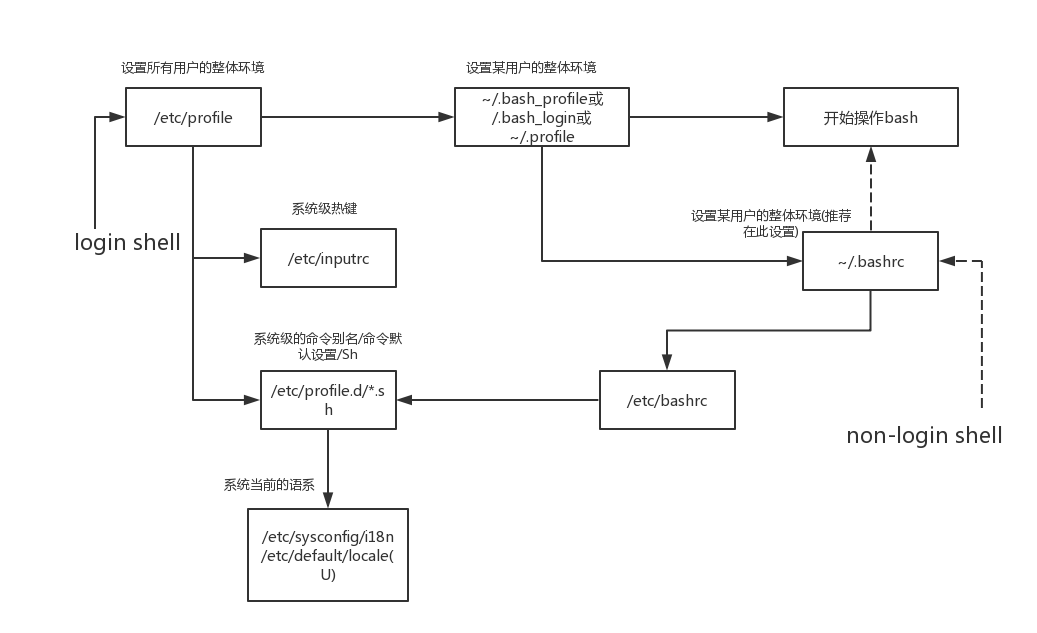 设置所有用户的整体环境
设置某用户的整体环境
/etc/profile
~/.bash_profile或
/.bash_login或
~/.profile
开始操作bash
系统级热键
设置某用户的整体环境(推荐
在此设置)
login shell
/etc/inputrc
~/.bashrc
系统级的命令别名/命令默
认设置/Sh
/etc/profile.d/*.s
h
/etc/bashrc
non-login shell
系统当前的语系
/etc/sysconfig/i18n
/etc/default/locale(
U)